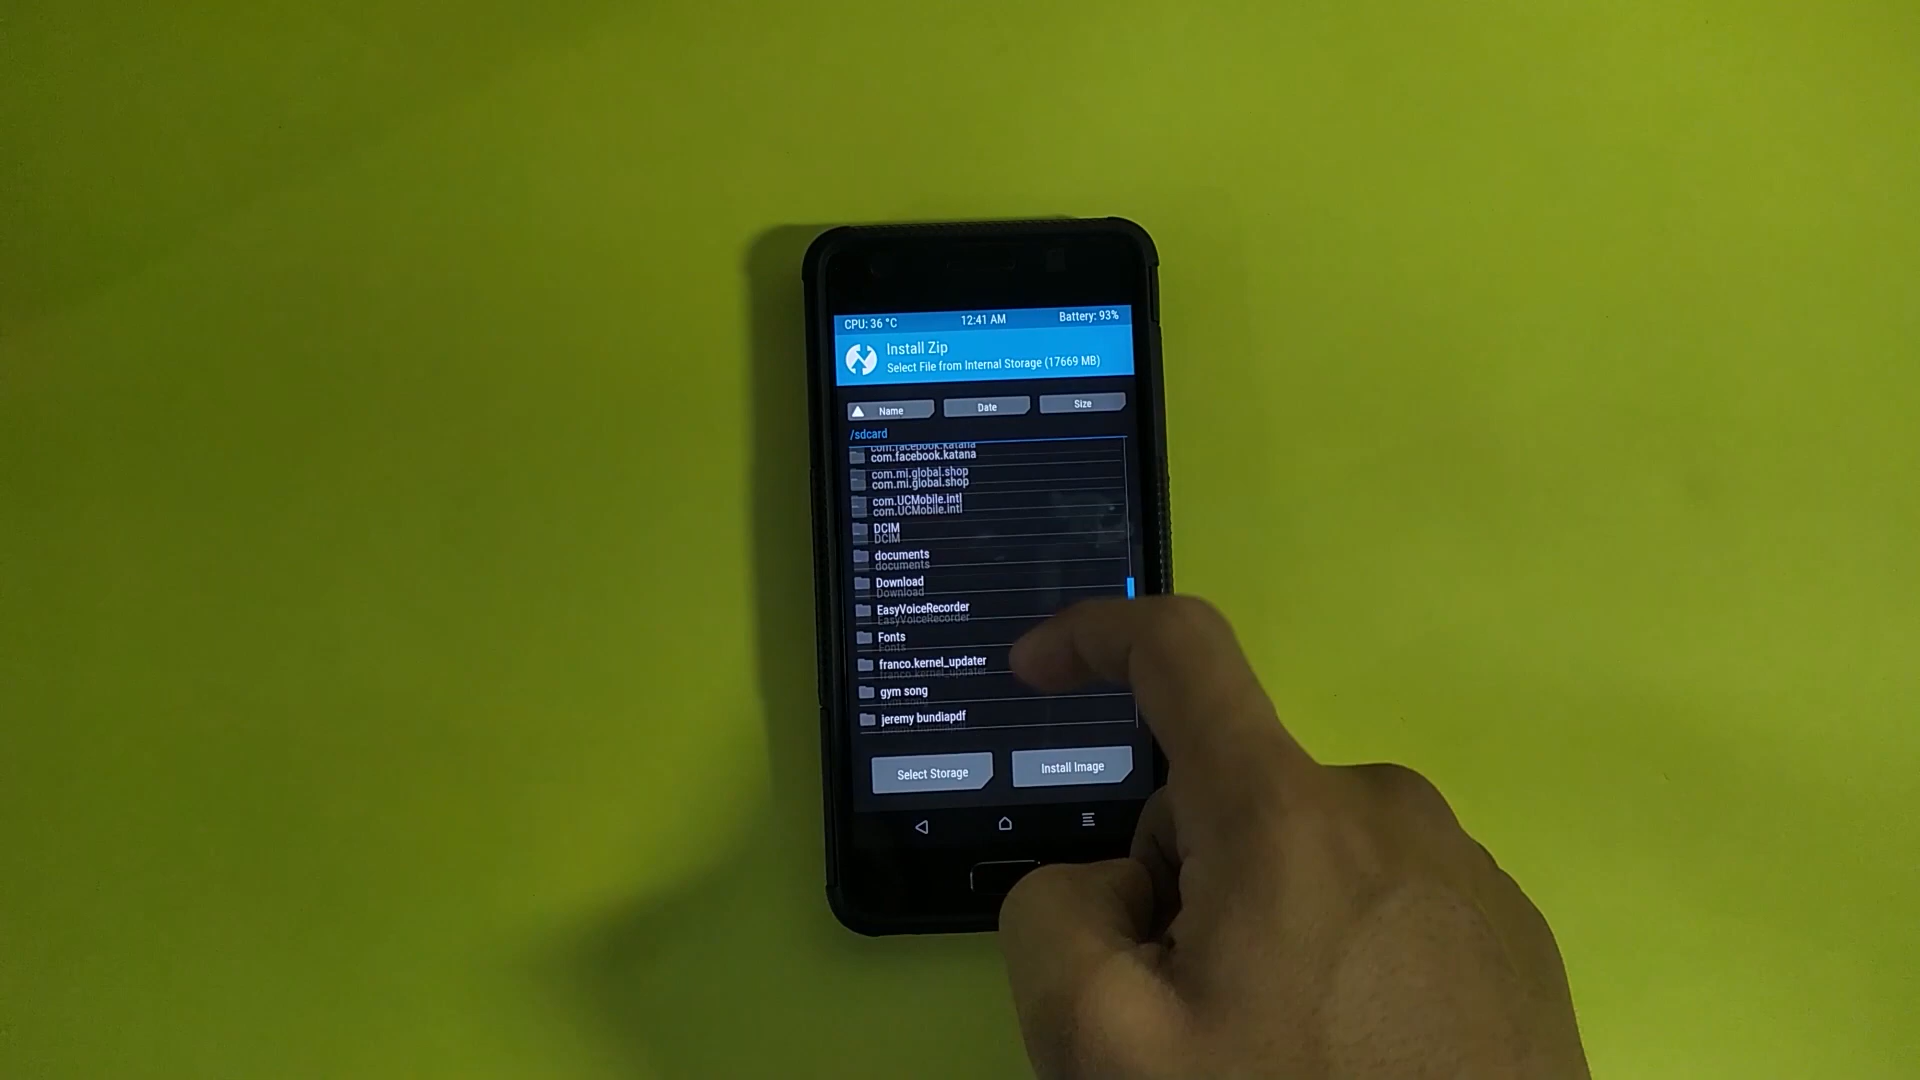 CPU: 36 °C 12:41 AM Battery: 93%
Install Zip
Select File from Internal Storage (17669 MB)
Name Date Size
/sdcard
com.facebook.katana
com.mi.global.shop
com.UCMobile.intl
DCIM
documents
Download
EasyVoiceRecorder
Fonts
franco.kernel_updater
gym song
jeremy bundiapdf
Select Storage Install Image